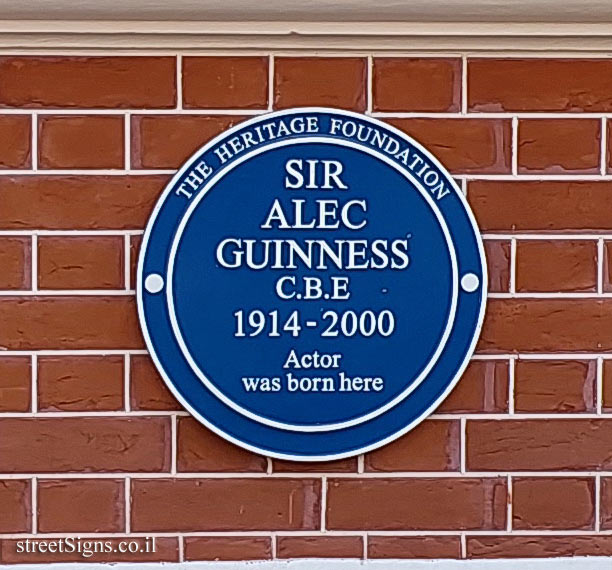 THE HERITAGE FOUNDATION
SIR
ALEC
GUINNESS
C.B.E
1914-2000
Actor
was born here
streetSigns.co.il